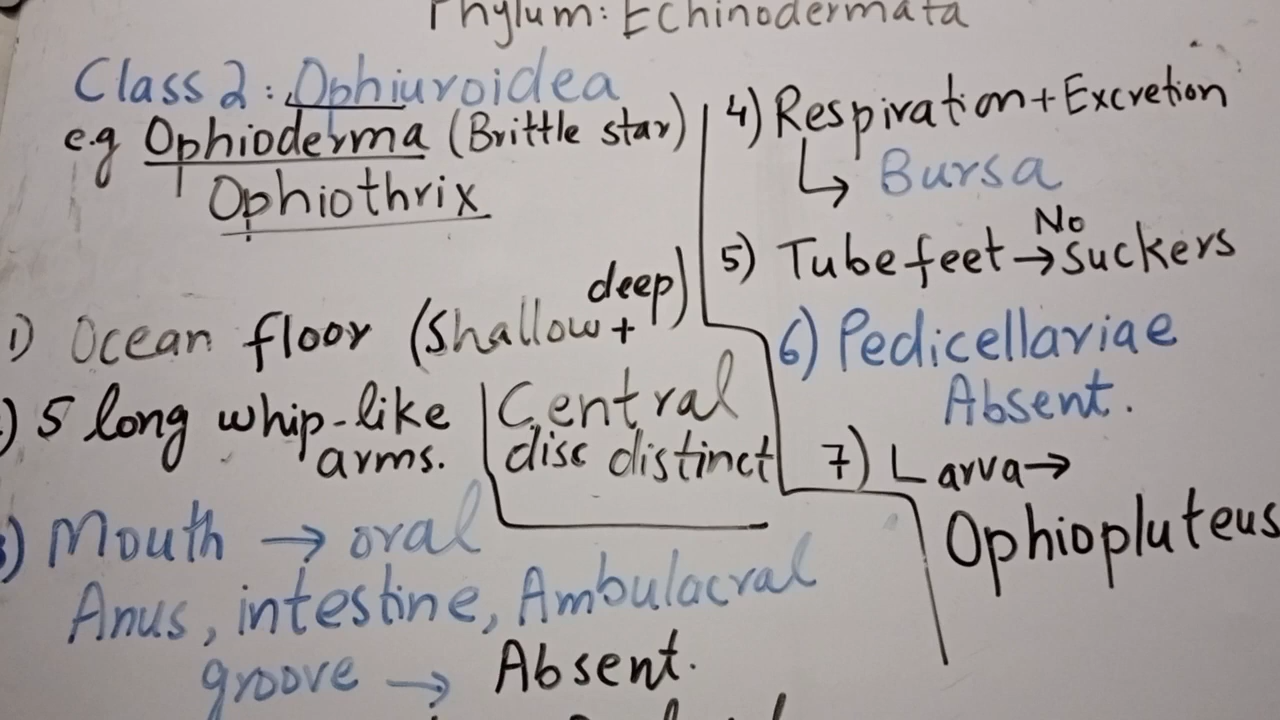 Phylum: Echinodermata
Class 2: Ophiuroidea
e.g Ophioderma (Brittle star)
Ophiothrix
1) Ocean floor (Shallow + deep)
) 5 long whip-like
arms.
Central
disc distinct
) Mouth → oral
Anus, intestine, Ambulacral
groove → Absent.
4) Respiration + Excretion
↳ Bursa
5) Tube feet → No Suckers
6) Pedicellariae
Absent.
7) Larva →
Ophiopluteus